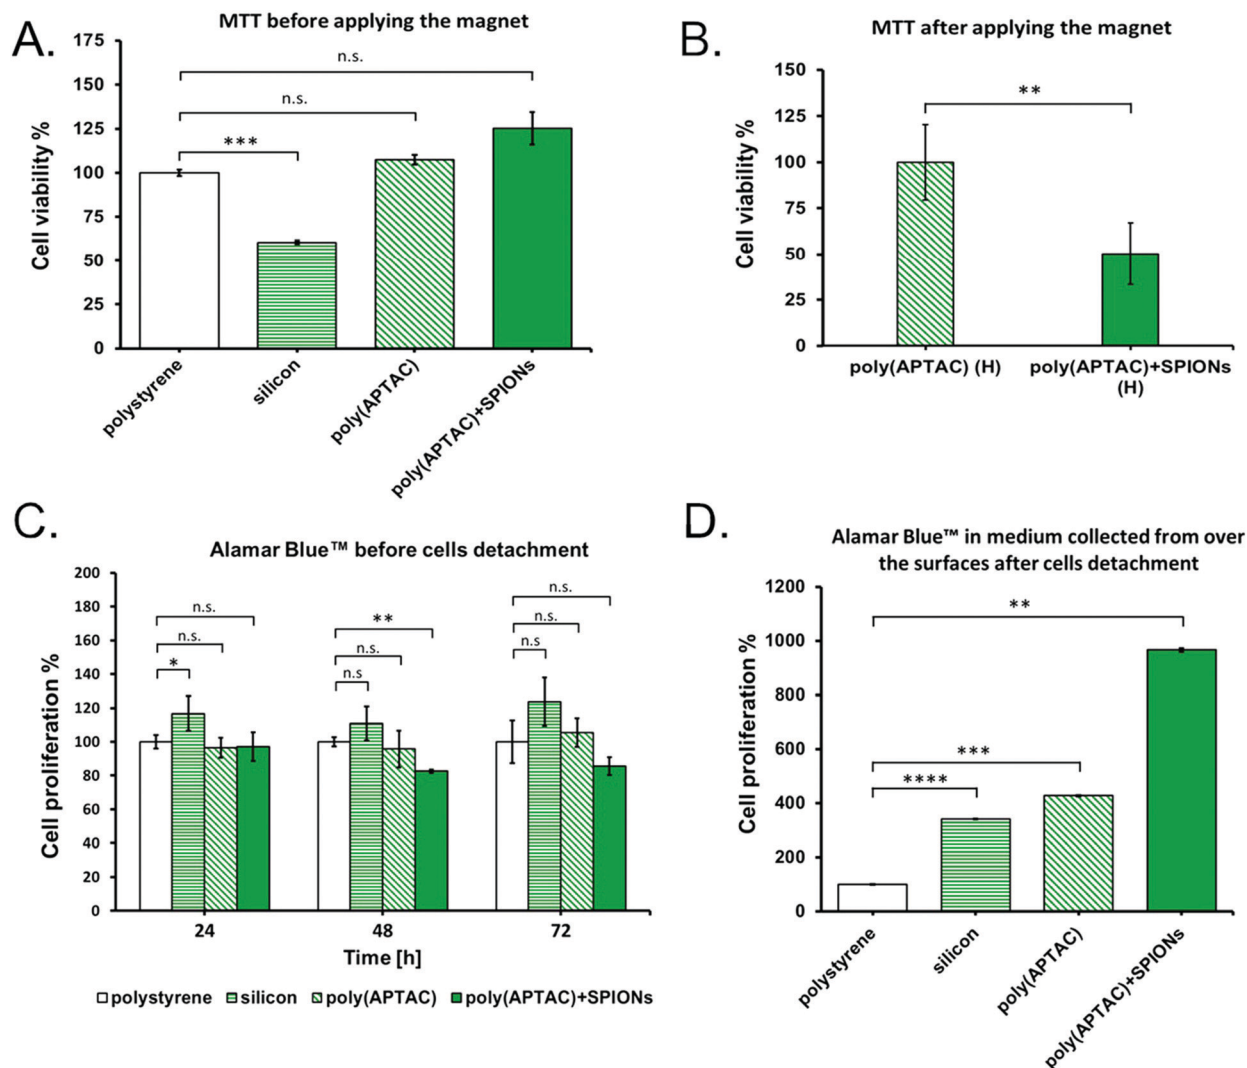 A.
MTT before applying the magnet
Cell viability %
175
150
125
100
75
50
25
0
n.s.
n.s.
***
polystyrene
silicon
poly(APTAC)
poly(APTAC)+SPIONs
B.
MTT after applying the magnet
Cell viability %
150
125
100
75
50
25
0
**
poly(APTAC) (H)
poly(APTAC)+SPIONs
(H)
C.
Alamar Blue™ before cells detachment
Cell proliferation %
200
180
160
140
120
100
80
60
40
20
0
n.s.
n.s.
*
**
n.s.
n.s
n.s.
n.s.
n.s
24
48
72
Time [h]
polystyrene silicon poly(APTAC) poly(APTAC)+SPIONs
D.
Alamar Blue™ in medium collected from over
the surfaces after cells detachment
Cell proliferation %
1200
1000
800
600
400
200
0
**
***
****
polystyrene
silicon
poly(APTAC)
poly(APTAC)+SPIONs